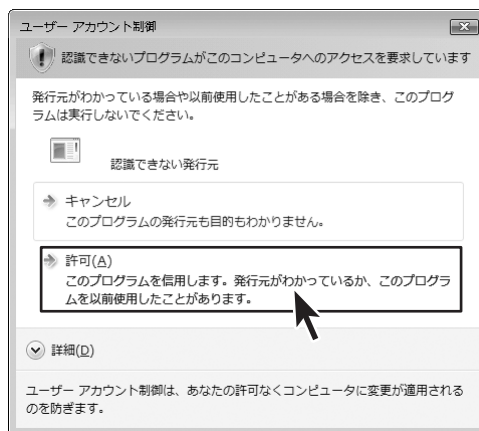 ユーザー アカウント制御
認識できないプログラムがこのコンピュータへのアクセスを要求しています
発行元がわかっている場合や以前使用したことがある場合を除き、このプログ
ラムは実行しないでください。
認識できない発行元
キャンセル
このプログラムの発行元も目的もわかりません。
許可(A)
このプログラムを信用します。発行元がわかっているか、このプログラ
ムを以前使用したことがあります。
詳細(D)
ユーザー アカウント制御は、あなたの許可なくコンピュータに変更が適用される
のを防ぎます。